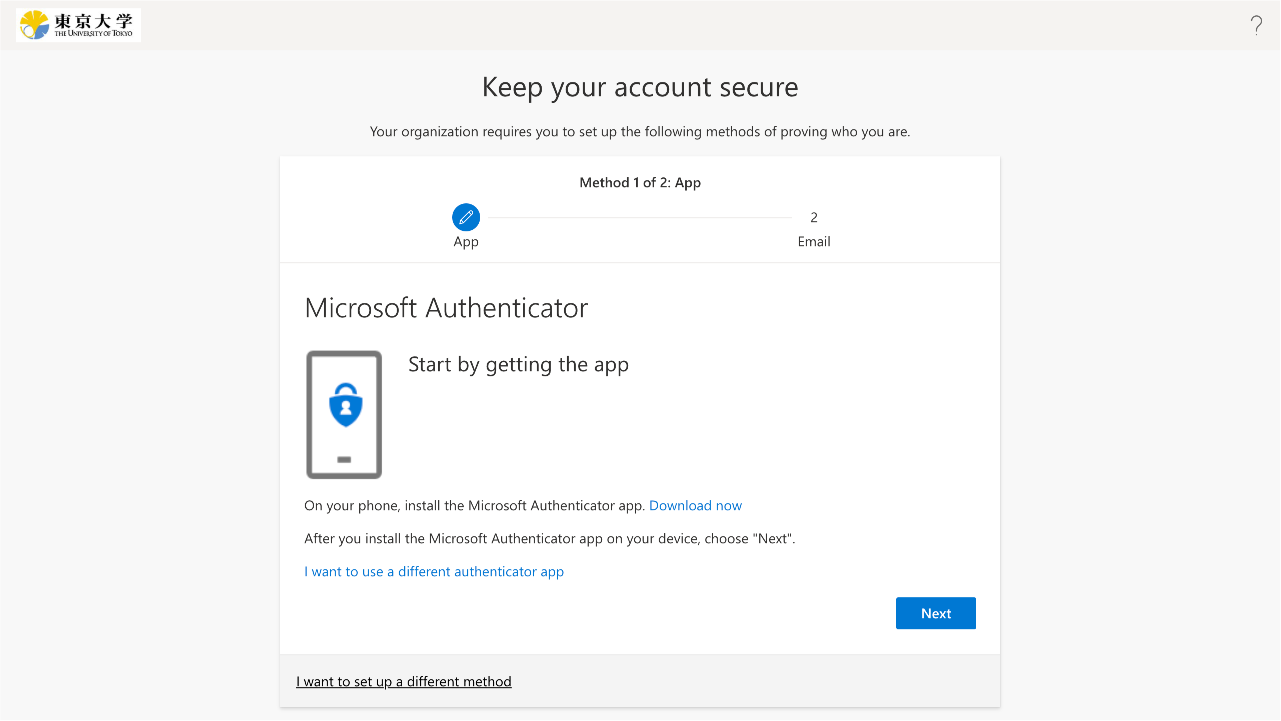 東京大学
THE UNIVERSITY OF TOKYO
Keep your account secure
Your organization requires you to set up the following methods of proving who you are.
Method 1 of 2: App
2
App
Email
Microsoft Authenticator
Start by getting the app
On your phone, install the Microsoft Authenticator app. Download now
After you install the Microsoft Authenticator app on your device, choose "Next".
I want to use a different authenticator app
Next
I want to set up a different method